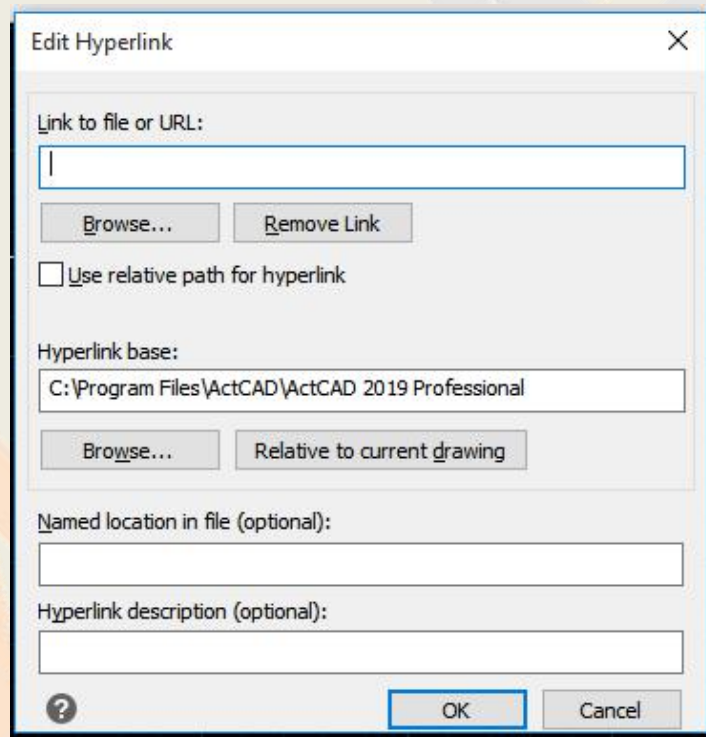 Edit Hyperlink
Link to file or URL:
Browse... Remove Link
Use relative path for hyperlink
Hyperlink base:
C:\Program Files\ActCAD\ActCAD 2019 Professional
Browse... Relative to current drawing
Named location in file (optional):
Hyperlink description (optional):
? OK Cancel